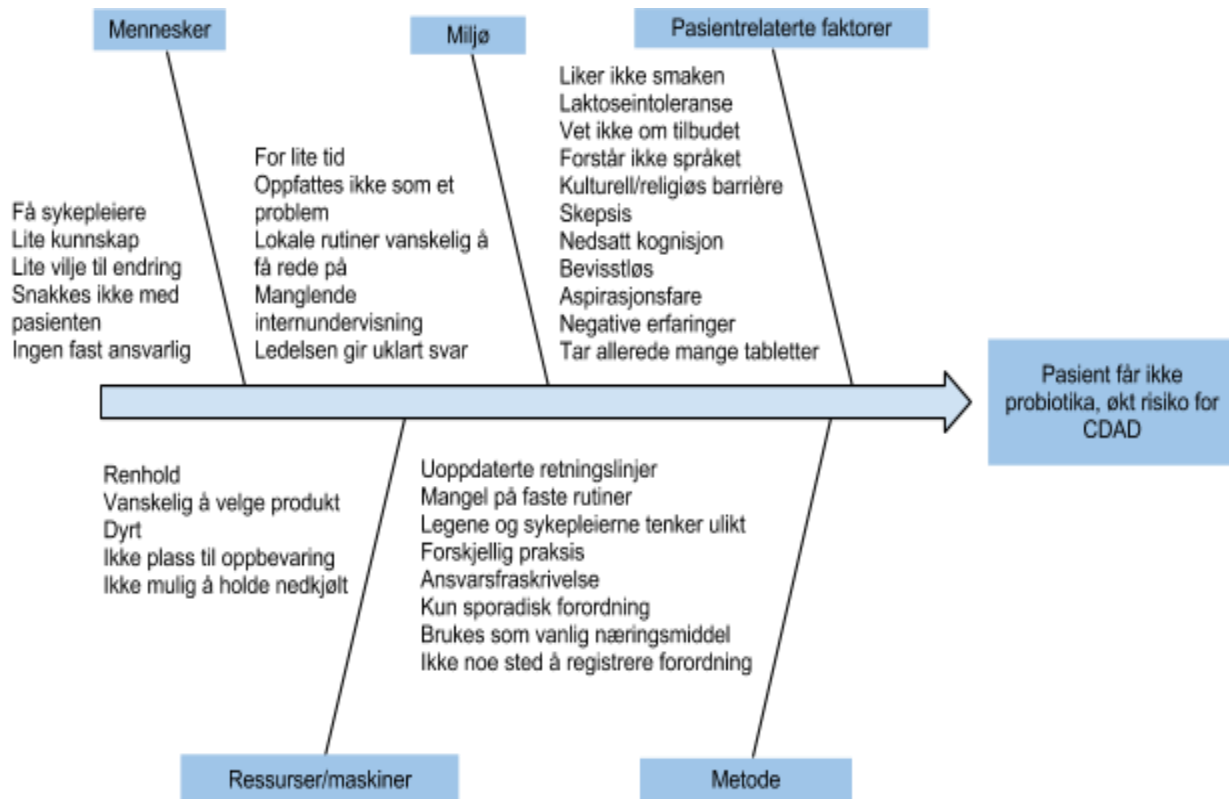 Mennesker
Få sykepleiere
Lite kunnskap
Lite vilje til endring
Snakkes ikke med
pasienten
Ingen fast ansvarlig
Miljø
For lite tid
Oppfattes ikke som et
problem
Lokale rutiner vanskelig å
få rede på
Manglende
internundervisning
Ledelsen gir uklart svar
Pasientrelaterte faktorer
Liker ikke smaken
Laktoseintoleranse
Vet ikke om tilbudet
Forstår ikke språket
Kulturell/religiøs barrière
Skepsis
Nedsatt kognisjon
Bevisstløs
Aspirasjonsfare
Negative erfaringer
Tar allerede mange tabletter
Pasient får ikke
probiotika, økt risiko for
CDAD
Renhold
Vanskelig å velge produkt
Dyrt
Ikke plass til oppbevaring
Ikke mulig å holde nedkjølt
Ressurser/maskiner
Uoppdaterte retningslinjer
Mangel på faste rutiner
Legene og sykepleierne tenker ulikt
Forskjellig praksis
Ansvarsfraskrivelse
Kun sporadisk forordning
Brukes som vanlig næringsmiddel
Ikke noe sted å registrere forordning
Metode